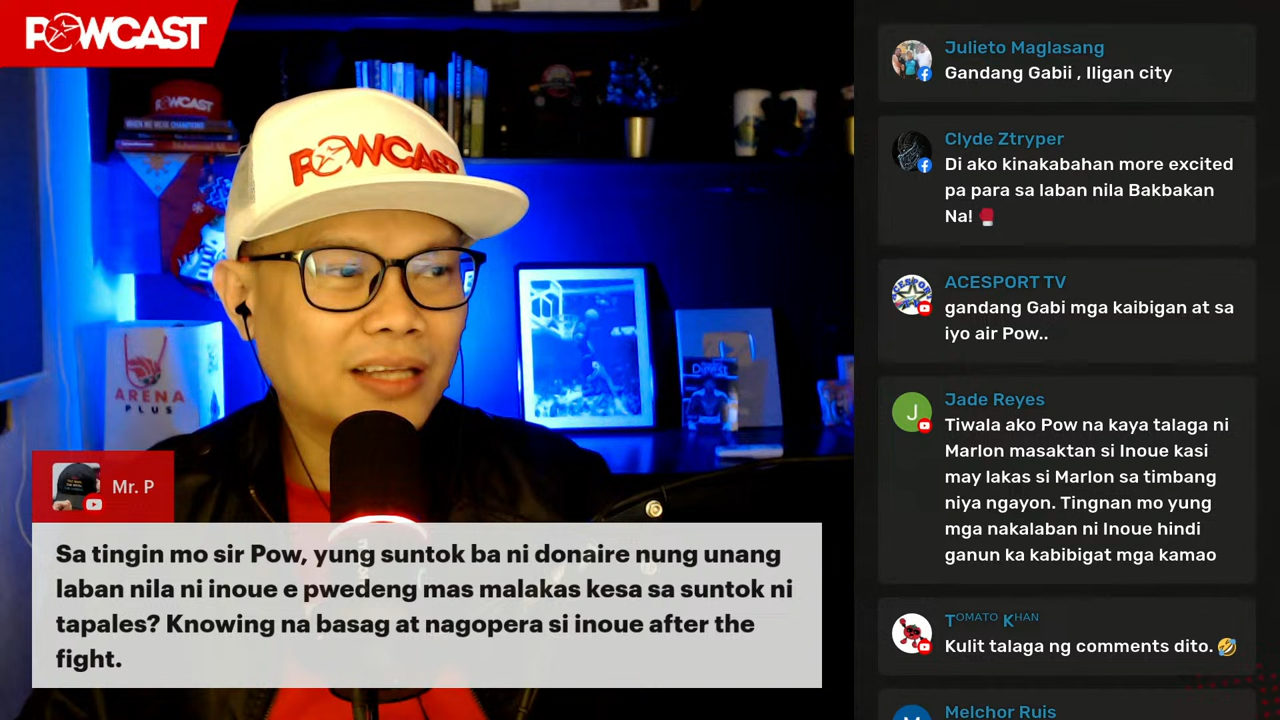 POWCAST
POWCAST
WHEN WE WERE CHAMPIONS
POWCAST
ARENA
PLUS
Digest
Mr. P
Sa tingin mo sir Pow, yung suntok ba ni donaire nung unang
laban nila ni inoue e pwedeng mas malakas kesa sa suntok ni
tapales? Knowing na basag at nagopera si inoue after the
fight.
Julieto Maglasang
Gandang Gabii , Iligan city
Clyde Ztryper
Di ako kinakabahan more excited
pa para sa laban nila Bakbakan
Na! 🥊
ACESPORT TV
gandang Gabi mga kaibigan at sa
iyo air Pow..
J
Jade Reyes
Tiwala ako Pow na kaya talaga ni
Marlon masaktan si Inoue kasi
may lakas si Marlon sa timbang
niya ngayon. Tingnan mo yung
mga nakalaban ni Inoue hindi
ganun ka kabibigat mga kamao
Tᴼᴹᴬᵀᴼ Kᴴᴬᴺ
Kulit talaga ng comments dito. 🤣
Melchor Ruis